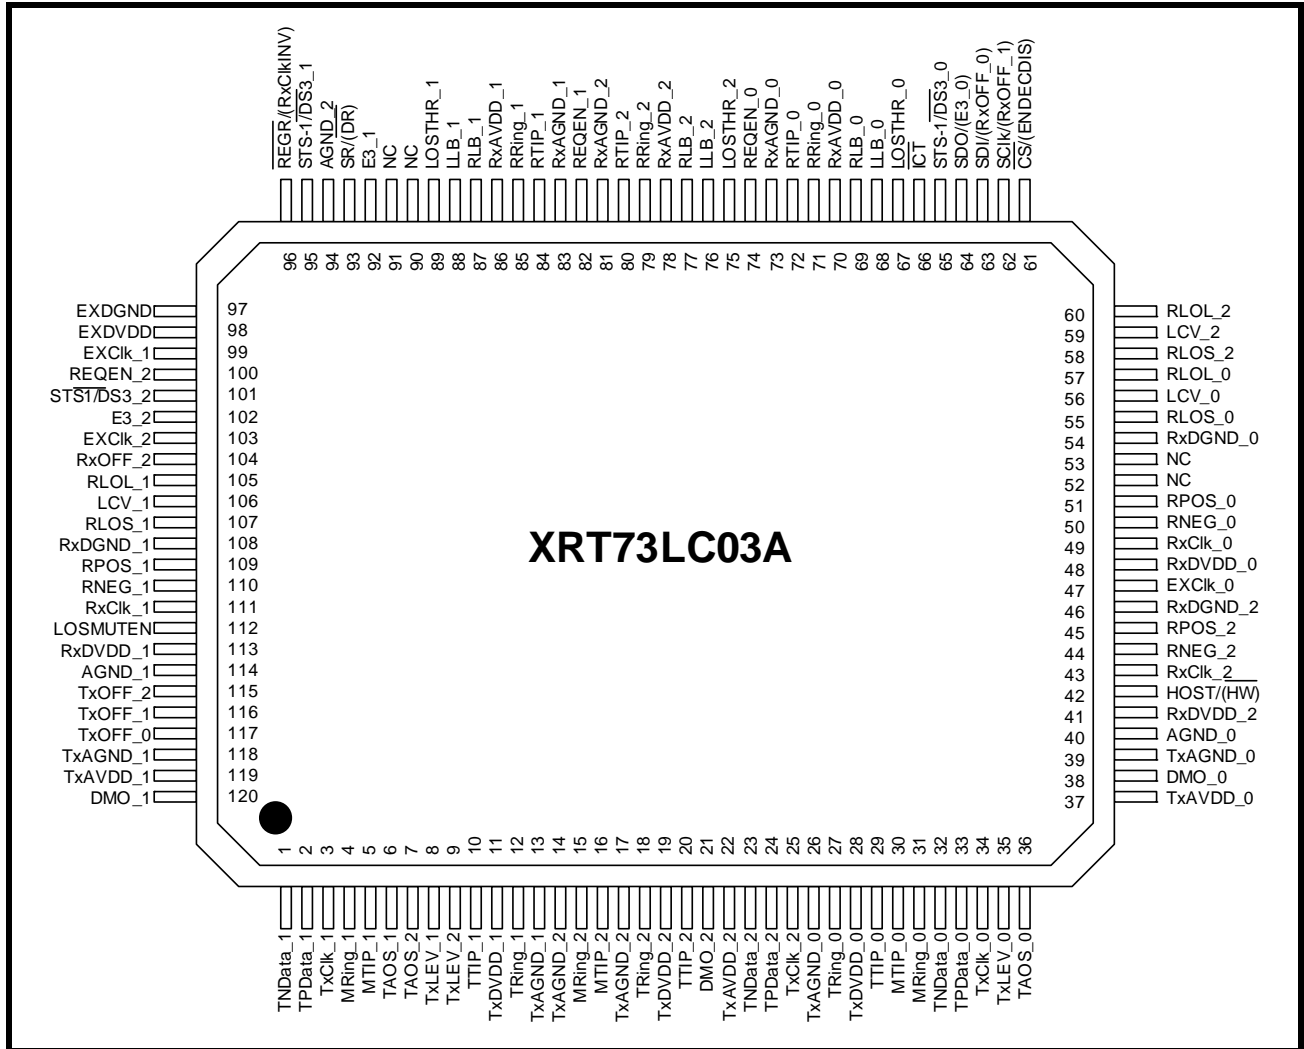 REGR/(RxClkINV)
STS-1/DS3_1
AGND_2
SR/(DR)
E3_1
NC
NC
LOSTHR_1
LLB_1
RLB_1
RxAVDD_1
RRing_1
RTIP_1
RxAGND_1
REQEN_1
RxAGND_2
RTIP_2
RRing_2
RxAVDD_2
RLB_2
LLB_2
LOSTHR_2
REQEN_0
RxAGND_0
RTIP_0
RRing_0
RxAVDD_0
RLB_0
LLB_0
LOSTHR_0
ICT
STS-1/DS3_0
SDO/(E3_0)
SDI/(RxOFF_0)
SClk/(RxOFF_1)
CS/(ENDECDIS)
96
95
94
93
92
91
90
89
88
87
86
85
84
83
82
81
80
79
78
77
76
75
74
73
72
71
70
69
68
67
66
65
64
63
62
61
EXDGND 97
EXDVDD 98
EXClk_1 99
REQEN_2 100
STS1/DS3_2 101
E3_2 102
EXClk_2 103
RxOFF_2 104
RLOL_1 105
LCV_1 106
RLOS_1 107
RxDGND_1 108
RPOS_1 109
RNEG_1 110
RxClk_1 111
LOSMUTEN 112
RxDVDD_1 113
AGND_1 114
TxOFF_2 115
TxOFF_1 116
TxOFF_0 117
TxAGND_1 118
TxAVDD_1 119
DMO_1 120
XRT73LC03A
60 RLOL_2
59 LCV_2
58 RLOS_2
57 RLOL_0
56 LCV_0
55 RLOS_0
54 RxDGND_0
53 NC
52 NC
51 RPOS_0
50 RNEG_0
49 RxClk_0
48 RxDVDD_0
47 EXClk_0
46 RxDGND_2
45 RPOS_2
44 RNEG_2
43 RxClk_2
42 HOST/(HW)
41 RxDVDD_2
40 AGND_0
39 TxAGND_0
38 DMO_0
37 TxAVDD_0
1
2
3
4
5
6
7
8
9
10
11
12
13
14
15
16
17
18
19
20
21
22
23
24
25
26
27
28
29
30
31
32
33
34
35
36
TNData_1
TPData_1
TxClk_1
MRing_1
MTIP_1
TAOS_1
TAOS_2
TxLEV_1
TxLEV_2
TTIP_1
TxDVDD_1
TRing_1
TxAGND_1
TxAGND_2
MRing_2
MTIP_2
TxAGND_2
TRing_2
TxDVDD_2
TTIP_2
DMO_2
TxAVDD_2
TNData_2
TPData_2
TxClk_2
TxAGND_0
TRing_0
TxDVDD_0
TTIP_0
MTIP_0
MRing_0
TNData_0
TPData_0
TxClk_0
TxLEV_0
TAOS_0